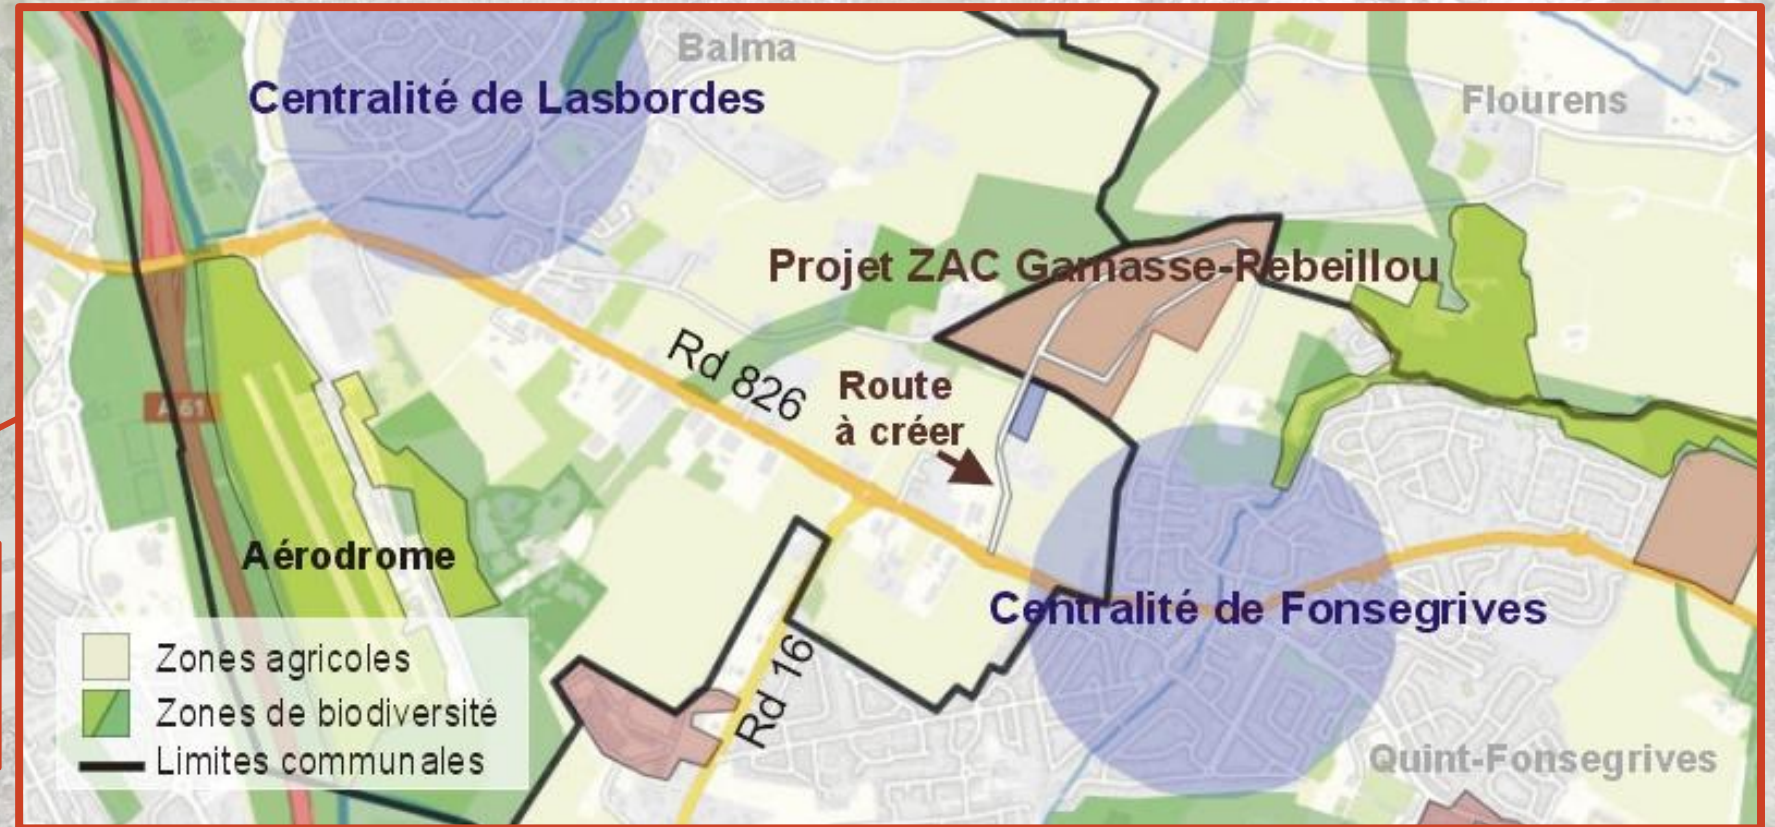 Balma
Centralité de Lasbordes
Flourens
Projet ZAC Gamasse-Rebeillou
Rd 826
Route
à créer
A 61
Aérodrome
Centralité de Fonsegrives
Rd 16
Quint-Fonsegrives
Zones agricoles
Zones de biodiversité
Limites communales